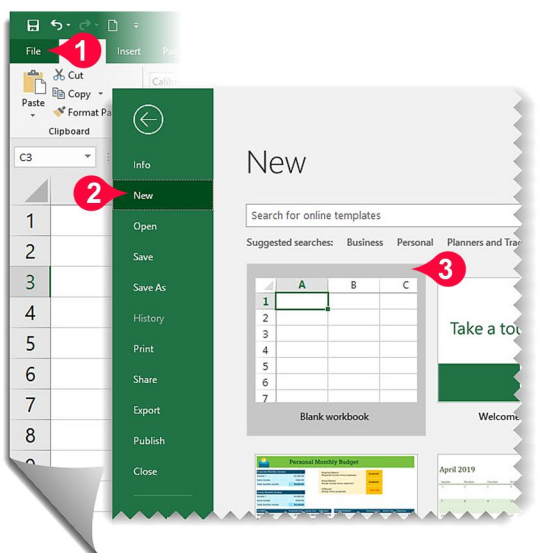 File
Insert
1
Cut
Copy
Paste
Format Pa
Clipboard
C3
1
2
3
4
5
6
7
8
Info
2
New
Open
Save
Save As
History
Print
Share
Export
Publish
Close
New
Search for online templates
Suggested searches: Business Personal Planners and Trac
3
A B C
1
2
3
4
5
6
7
Blank workbook
Take a tou
Welcome
Personal Monthly Budget
April 2019